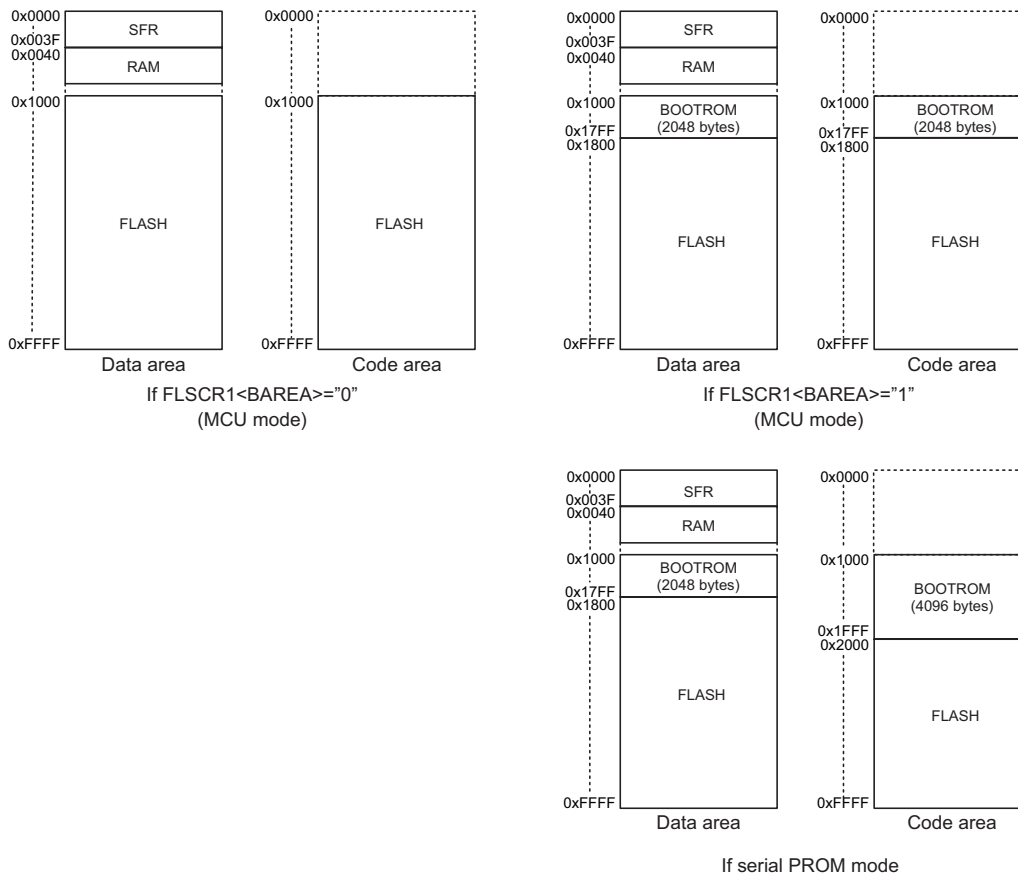 0x0000
SFR
0x003F
0x0040
RAM
0x1000
FLASH
0xFFFF
Data area
0x0000
0x1000
FLASH
0xFFFF
Code area
If FLSCR1<BAREA>="0"
(MCU mode)
0x0000
SFR
0x003F
0x0040
RAM
0x1000
BOOTROM
(2048 bytes)
0x17FF
0x1800
FLASH
0xFFFF
Data area
0x0000
0x1000
BOOTROM
(2048 bytes)
0x17FF
0x1800
FLASH
0xFFFF
Code area
If FLSCR1<BAREA>=”1”
(MCU mode)
0x0000
SFR
0x003F
0x0040
RAM
0x1000
BOOTROM
(2048 bytes)
0x17FF
0x1800
FLASH
0xFFFF
Data area
0x0000
0x1000
BOOTROM
(4096 bytes)
0x1FFF
0x2000
FLASH
0xFFFF
Code area
If serial PROM mode